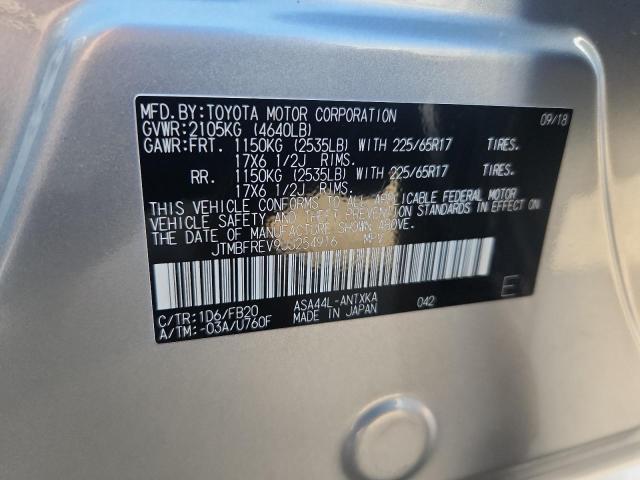 MFD.BY:TOYOTA MOTOR CORPORATION 09/18
GVWR:2105KG (4640LB)
GAWR:FRT. 1150KG (2535LB) WITH 225/65R17 TIRES.
17X6 1/2J RIMS.
RR. 1150KG (2535LB) WITH 225/65R17 TIRES.
17X6 1/2J RIMS.
THIS VEHICLE CONFORMS TO ALL APPLICABLE FEDERAL MOTOR
VEHICLE SAFETY AND THEFT PREVENTION STANDARDS IN EFFECT
ON THE DATE OF MANUFACTURE SHOWN ABOVE.
JTMBFREV9JJ254916 MPV
C/TR:1D6/FB20 ASA44L-ANTXKA 042 E
A/TM:-03A/U760F MADE IN JAPAN